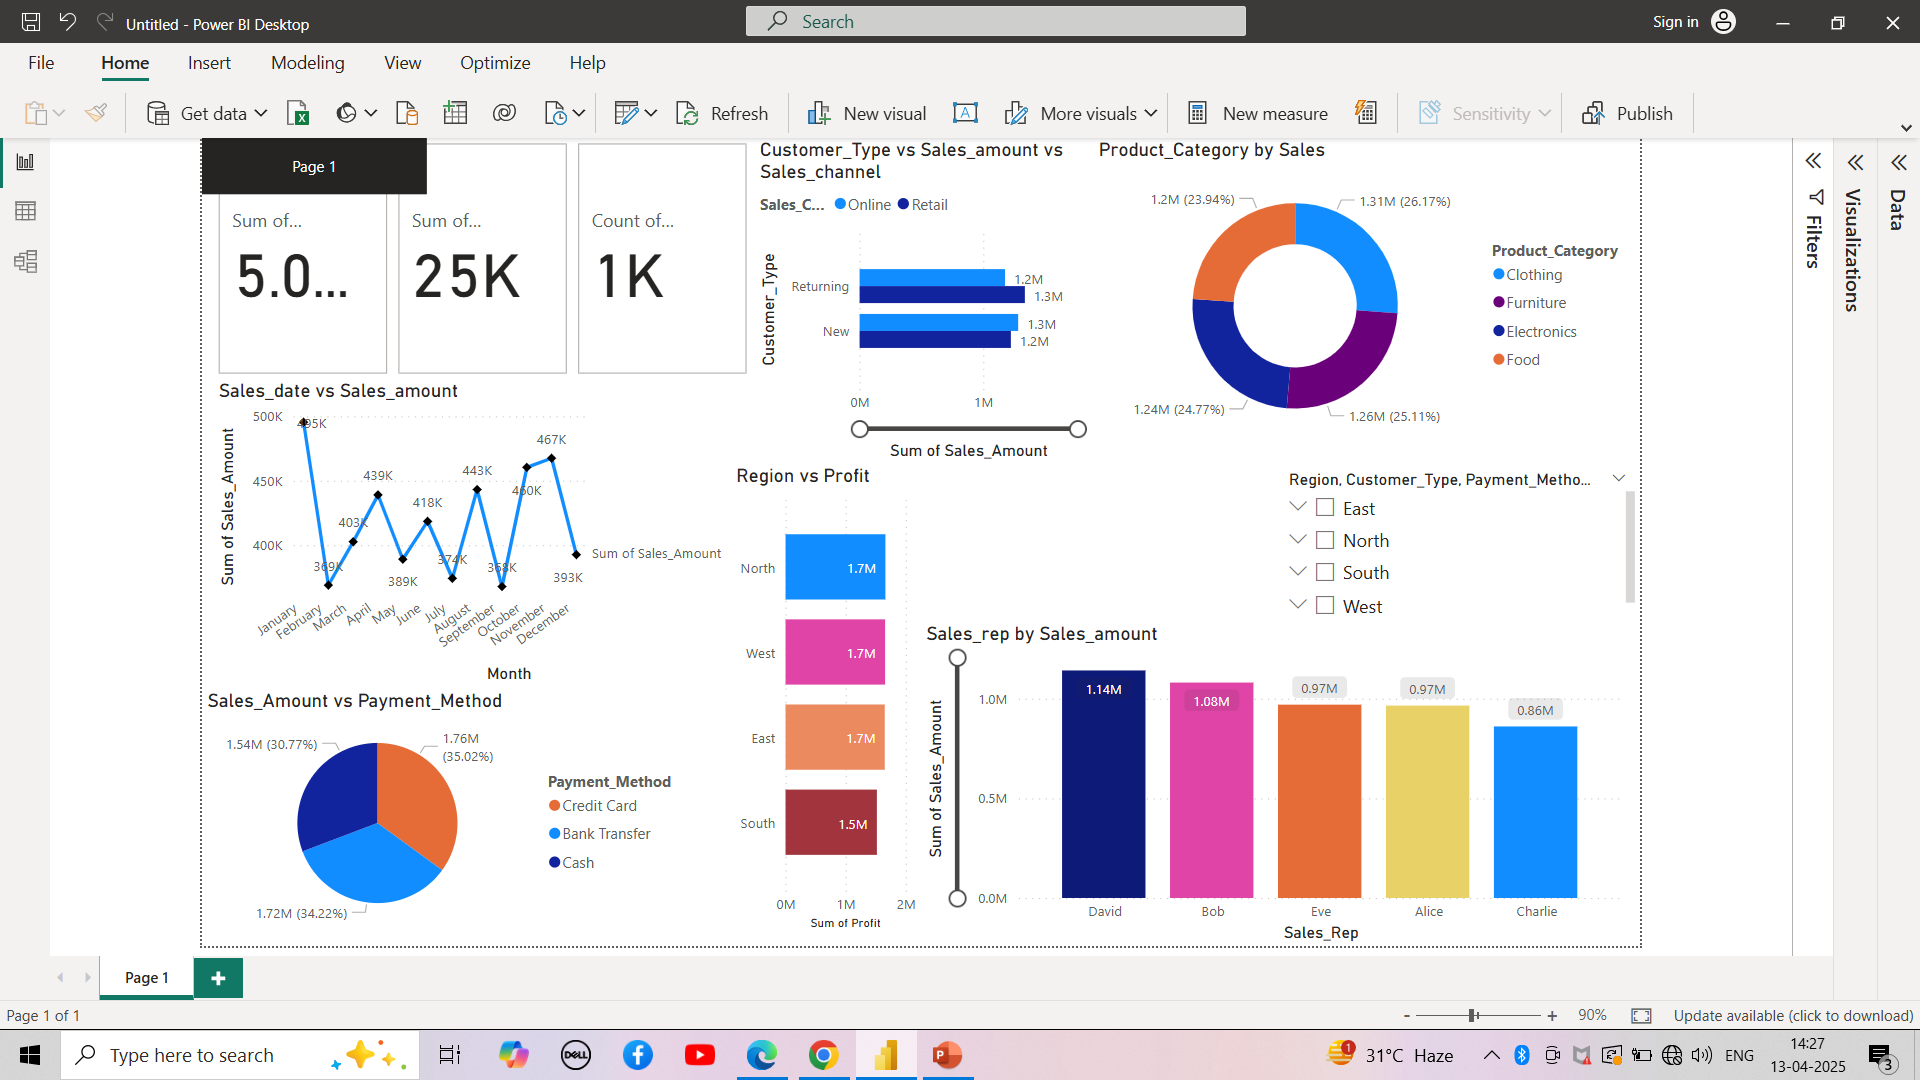 Untitled - Power BI Desktop
Search
Sign in
File
Home
Insert
Modeling
View
Optimize
Help
Get data
Refresh
New visual
More visuals
New measure
Sensitivity
Publish
Page 1
Sum of...
5.0...
Sum of...
25K
Count of...
1K
Customer_Type vs Sales_amount vs
Sales_channel
Sales_C...
Online
Retail
Customer_Type
Returning
New
1.2M
1.3M
1.3M
1.2M
0M
1M
Sum of Sales_Amount
Product_Category by Sales
1.2M (23.94%)
1.31M (26.17%)
1.24M (24.77%)
1.26M (25.11%)
Product_Category
Clothing
Furniture
Electronics
Food
Filters
Visualizations
Data
Sales_date vs Sales_amount
Sum of Sales_Amount
500K
450K
400K
495K
369K
403K
439K
389K
418K
374K
443K
368K
460K
467K
393K
Sum of Sales_Amount
January
February
March
April
May
June
July
August
September
October
November
December
Month
Region vs Profit
North
West
East
South
1.7M
1.7M
1.7M
1.5M
0M
1M
2M
Sum of Profit
Region, Customer_Type, Payment_Metho...
East
North
South
West
Sales_Amount vs Payment_Method
1.54M (30.77%)
1.76M
(35.02%)
1.72M (34.22%)
Payment_Method
Credit Card
Bank Transfer
Cash
Sales_rep by Sales_amount
Sum of Sales_Amount
1.0M
0.5M
0.0M
1.14M
1.08M
0.97M
0.97M
0.86M
David
Bob
Eve
Alice
Charlie
Sales_Rep
Page 1
Page 1 of 1
- + 90%
Update available (click to download)
Type here to search
DELL
P
1
31°C Haze
ENG
14:27
13-04-2025
3